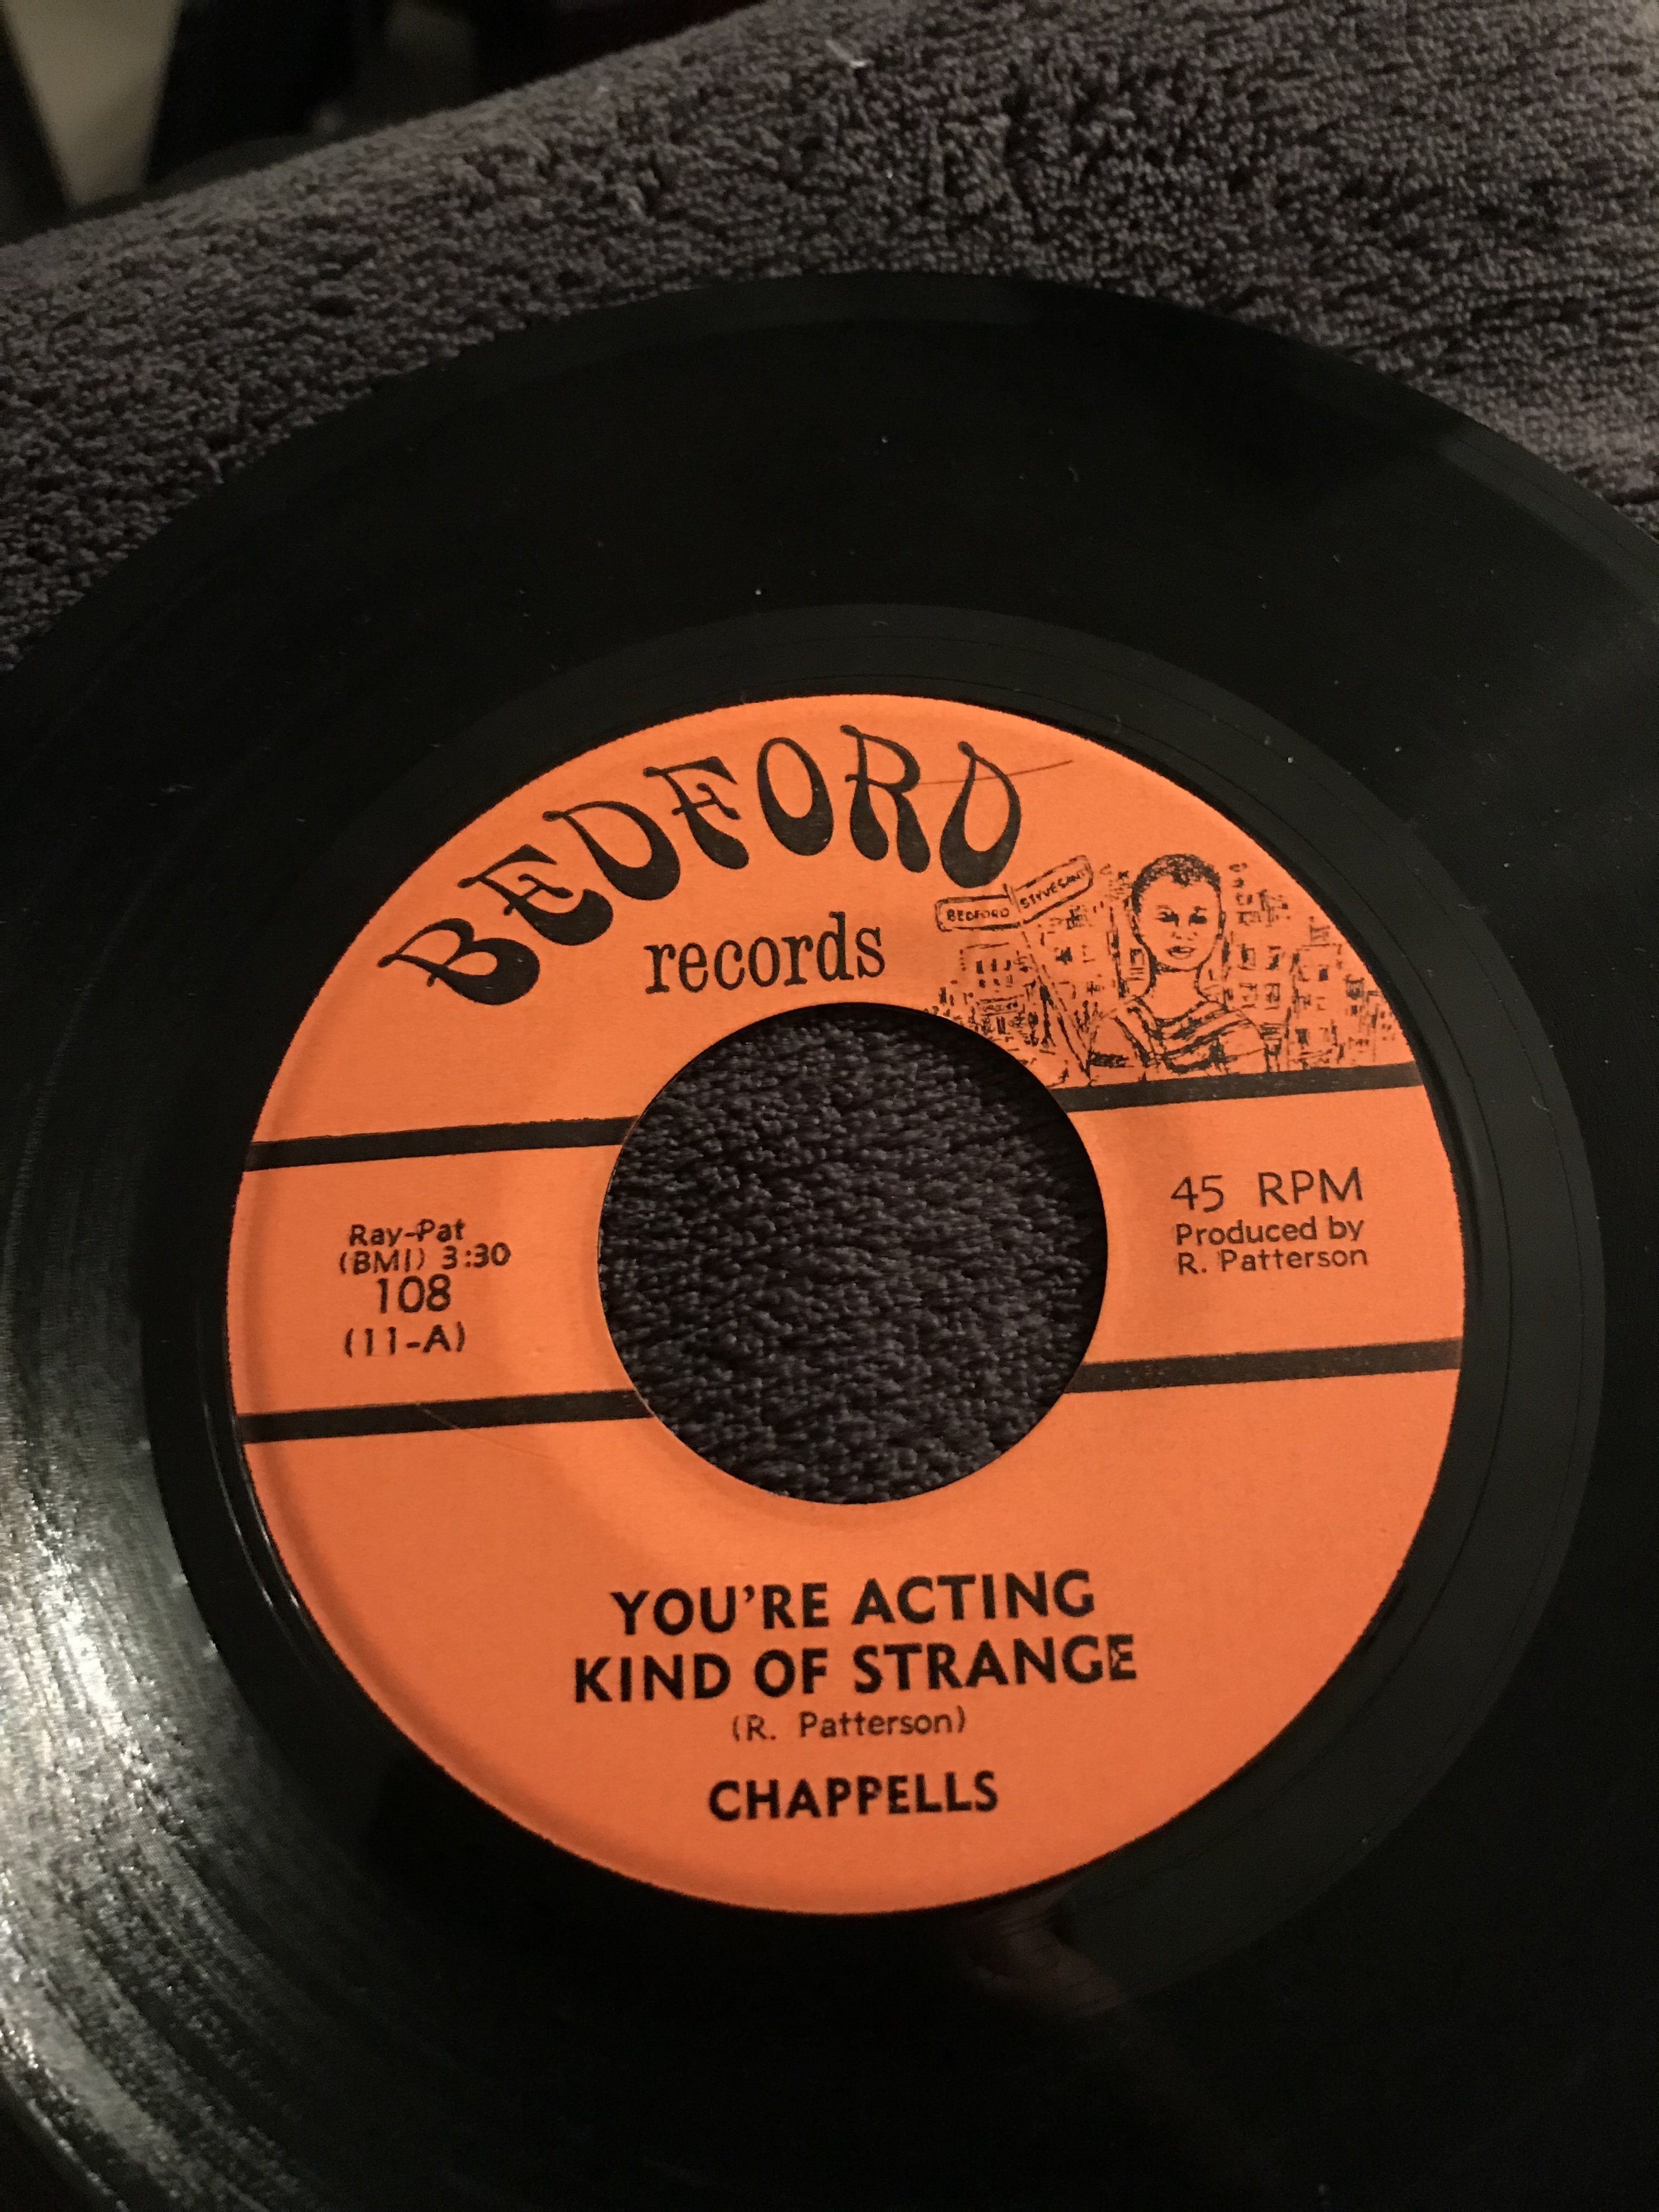 BEDFORD
records
BEDFORD
STYVESANT
Ray-Pat
(BMI) 3:30
108
(11-A)
45 RPM
Produced by
R. Patterson
YOU'RE ACTING
KIND OF STRANGE
(R. Patterson)
CHAPPELLS